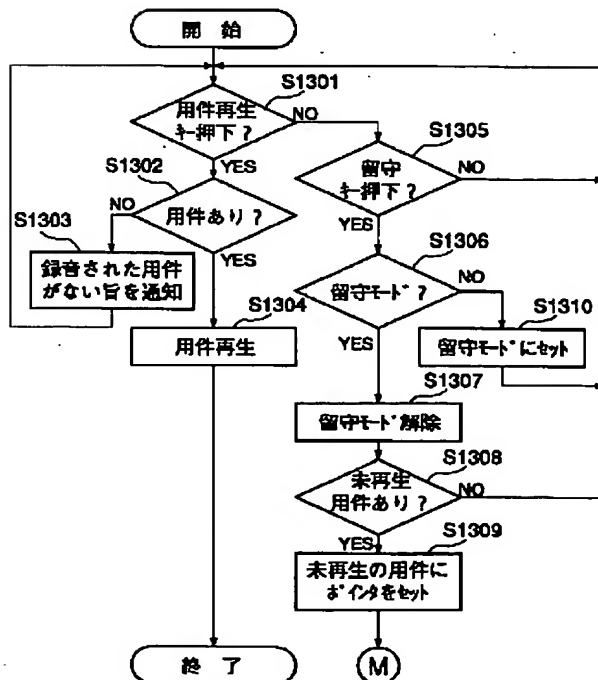 開始
S1301
用件再生
キー押下？
NO
YES
S1302
用件あり？
NO
YES
S1303
録音された用件
がない旨を通知
S1304
用件再生
S1305
留守
キー押下？
NO
YES
S1306
留守モード？
NO
YES
S1310
留守モードにセット
S1307
留守モード解除
S1308
未再生
用件あり？
NO
YES
S1309
未再生の用件に
ポインタをセット
終了
M